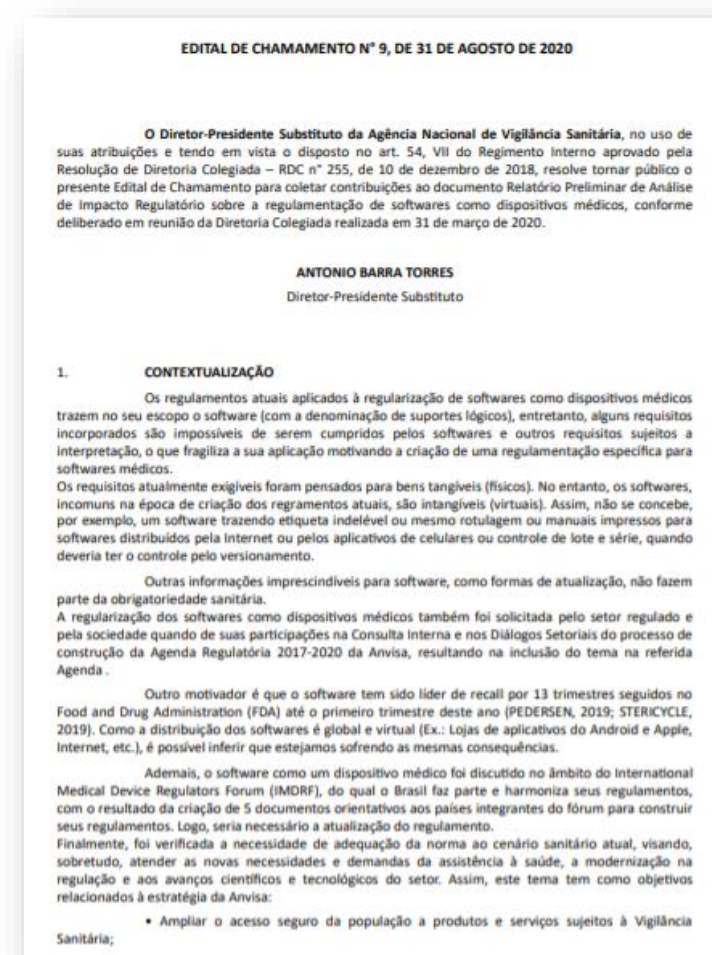 EDITAL DE CHAMAMENTO N° 9, DE 31 DE AGOSTO DE 2020
O Diretor-Presidente Substituto da Agência Nacional de Vigilância Sanitária, no uso de
suas atribuições e tendo em vista o disposto no art. 54, VII do Regimento Interno aprovado pela
Resolução de Diretoria Colegiada – RDC n° 255, de 10 de dezembro de 2018, resolve tornar público o
presente Edital de Chamamento para coletar contribuições ao documento Relatório Preliminar de Análise
de Impacto Regulatório sobre a regulamentação de softwares como dispositivos médicos, conforme
deliberado em reunião da Diretoria Colegiada realizada em 31 de março de 2020.
ANTONIO BARRA TORRES
Diretor-Presidente Substituto
1. CONTEXTUALIZAÇÃO
Os regulamentos atuais aplicados à regularização de softwares como dispositivos médicos
trazem no seu escopo o software (com a denominação de suportes lógicos), entretanto, alguns requisitos
incorporados são impossíveis de serem cumpridos pelos softwares e outros requisitos sujeitos a
interpretação, o que fragiliza a sua aplicação motivando a criação de uma regulamentação específica para
softwares médicos.
Os requisitos atualmente exigíveis foram pensados para bens tangíveis (físicos). No entanto, os softwares,
incomuns na época de criação dos regramentos atuais, são intangíveis (virtuais). Assim, não se concebe,
por exemplo, um software trazendo etiqueta indelével ou mesmo rotulagem ou manuais impressos para
softwares distribuídos pela Internet ou pelos aplicativos de celulares ou controle de lote e série, quando
deveria ter o controle pelo versionamento.
Outras informações imprescindíveis para software, como formas de atualização, não fazem
parte da obrigatoriedade sanitária.
A regularização dos softwares como dispositivos médicos também foi solicitada pelo setor regulado e
pela sociedade quando de suas participações na Consulta Interna e nos Diálogos Setoriais do processo de
construção da Agenda Regulatória 2017-2020 da Anvisa, resultando na inclusão do tema na referida
Agenda .
Outro motivador é que o software tem sido líder de recall por 13 trimestres seguidos no
Food and Drug Administration (FDA) até o primeiro trimestre deste ano (PEDERSEN, 2019; STERICYCLE,
2019). Como a distribuição dos softwares é global e virtual (Ex.: Lojas de aplicativos do Android e Apple,
Internet, etc.), é possível inferir que estejamos sofrendo as mesmas consequências.
Ademais, o software como um dispositivo médico foi discutido no âmbito do International
Medical Device Regulators Forum (IMDRF), do qual o Brasil faz parte e harmoniza seus regulamentos,
com o resultado da criação de 5 documentos orientativos aos países integrantes do fórum para construir
seus regulamentos. Logo, seria necessário a atualização do regulamento.
Finalmente, foi verificada a necessidade de adequação da norma ao cenário sanitário atual, visando,
sobretudo, atender as novas necessidades e demandas da assistência à saúde, a modernização na
regulação e aos avanços científicos e tecnológicos do setor. Assim, este tema tem como objetivos
relacionados à estratégia da Anvisa:
• Ampliar o acesso seguro da população a produtos e serviços sujeitos à Vigilância
Sanitária;